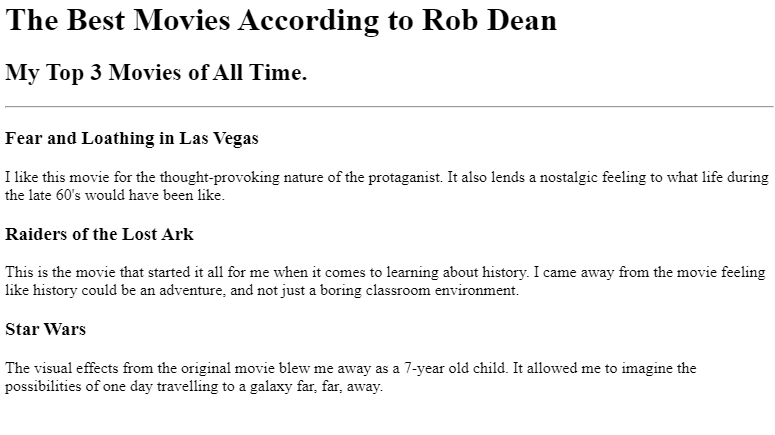 The Best Movies According to Rob Dean
My Top 3 Movies of All Time.
Fear and Loathing in Las Vegas
I like this movie for the thought-provoking nature of the protaganist. It also lends a nostalgic feeling to what life during
the late 60's would have been like.
Raiders of the Lost Ark
This is the movie that started it all for me when it comes to learning about history. I came away from the movie feeling
like history could be an adventure, and not just a boring classroom environment.
Star Wars
The visual effects from the original movie blew me away as a 7-year old child. It allowed me to imagine the
possibilities of one day travelling to a galaxy far, far, away.